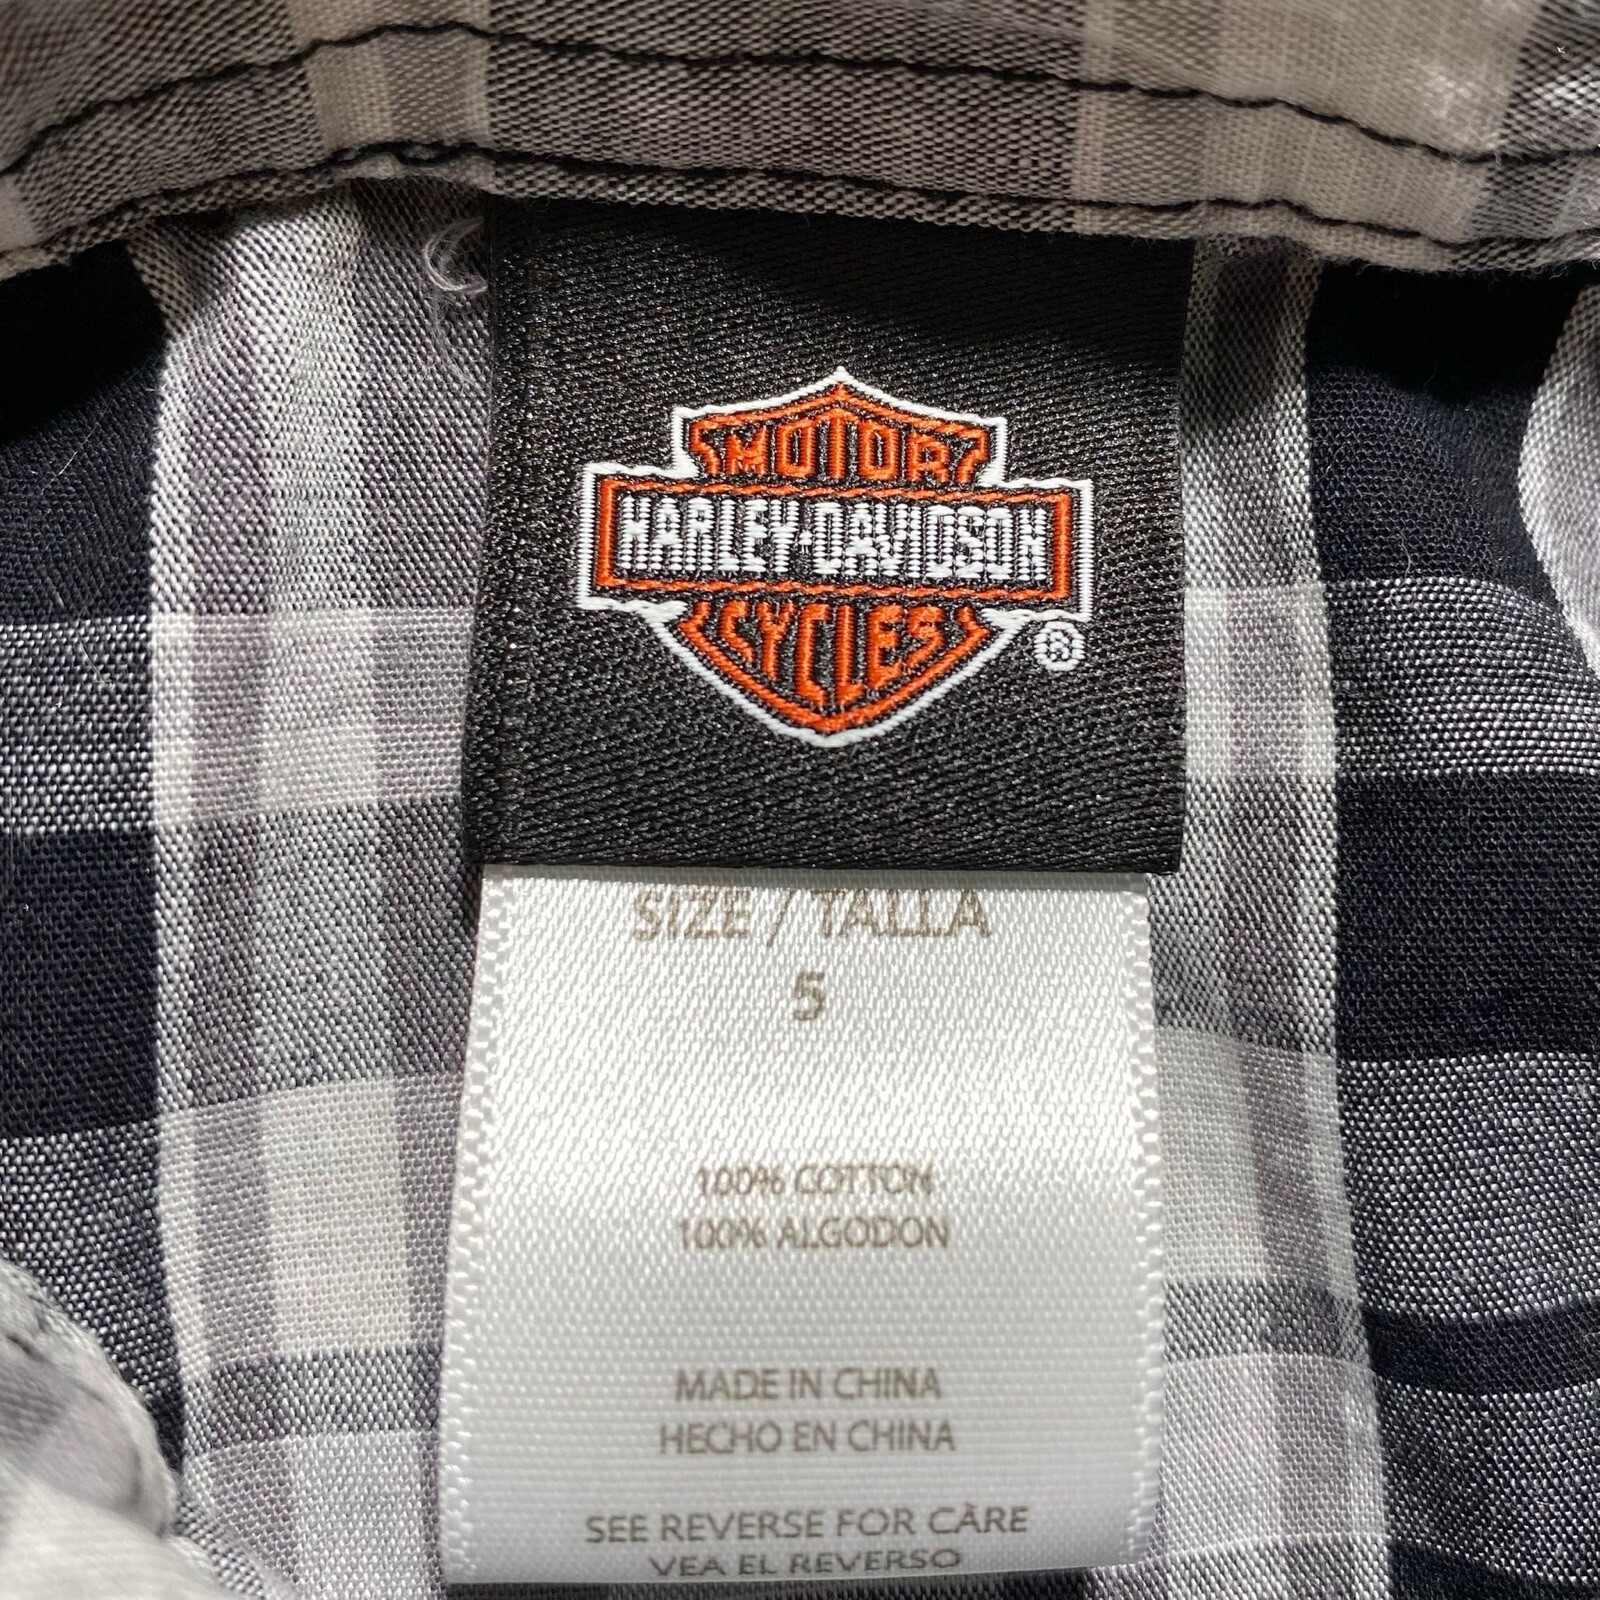 MOTOR
HARLEY-DAVIDSON
CYCLES
®
SIZE / TALLA
5
100% COTTON
100% ALGODON
MADE IN CHINA
HECHO EN CHINA
SEE REVERSE FOR CARE
VEA EL REVERSO